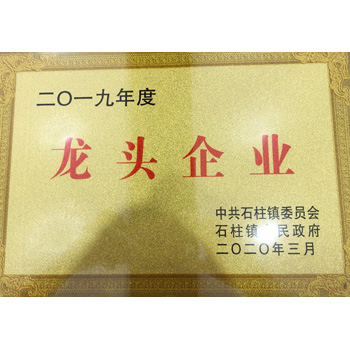 二〇一九年度
龙头企业
中共石柱镇委员会
石柱镇 民政府
二〇二〇年三月